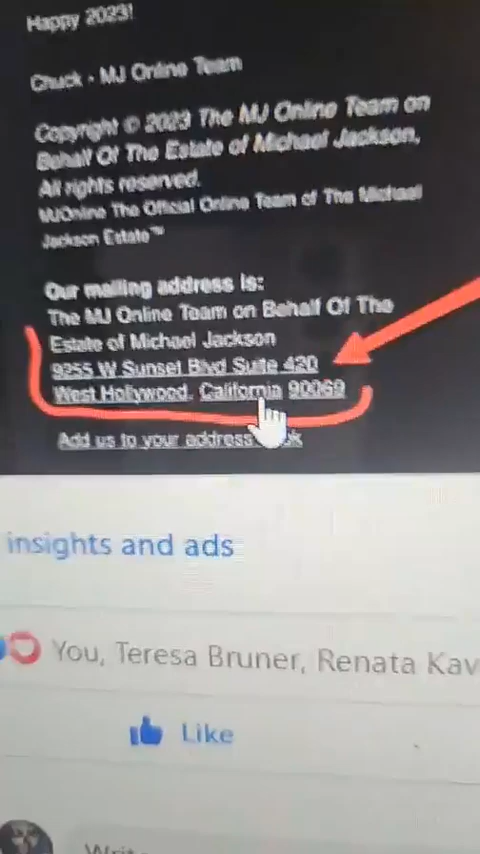 Happy 2023!
Chuck - MJ Online Team
Copyright © 2023 The MJ Online Team on
Behalf Of The Estate of Michael Jackson,
All rights reserved.
MJOnline The Official Online Team of The Michael
Jackson Estate™
Our mailing address is:
The MJ Online Team on Behalf Of The
Estate of Michael Jackson
9255 W Sunset Blvd Suite 420
West Hollywood, California 90069
Add us to your address
insights and ads
You, Teresa Bruner, Renata Kav
Like